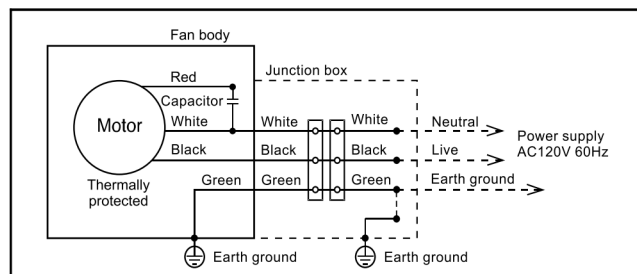 Fan body
Junction box
Red
Capacitor
Motor
White White White Neutral
Power supply
AC120V 60Hz
Black Black Black Live
Thermally
protected
Green Green Green Earth ground
Earth ground Earth ground